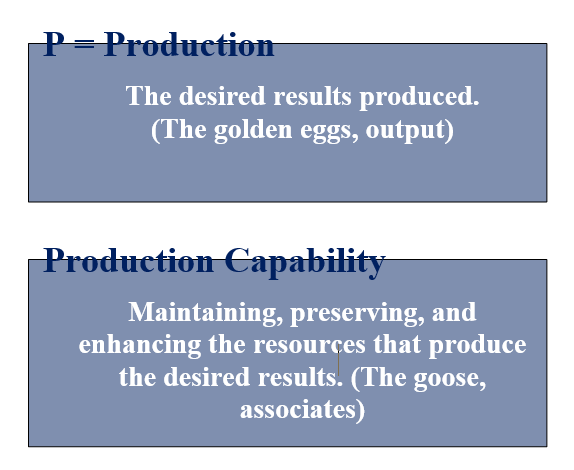 P = Production
The desired results produced.
(The golden eggs, output)
Production Capability
Maintaining, preserving, and
enhancing the resources that produce
the desired results. (The goose,
associates)